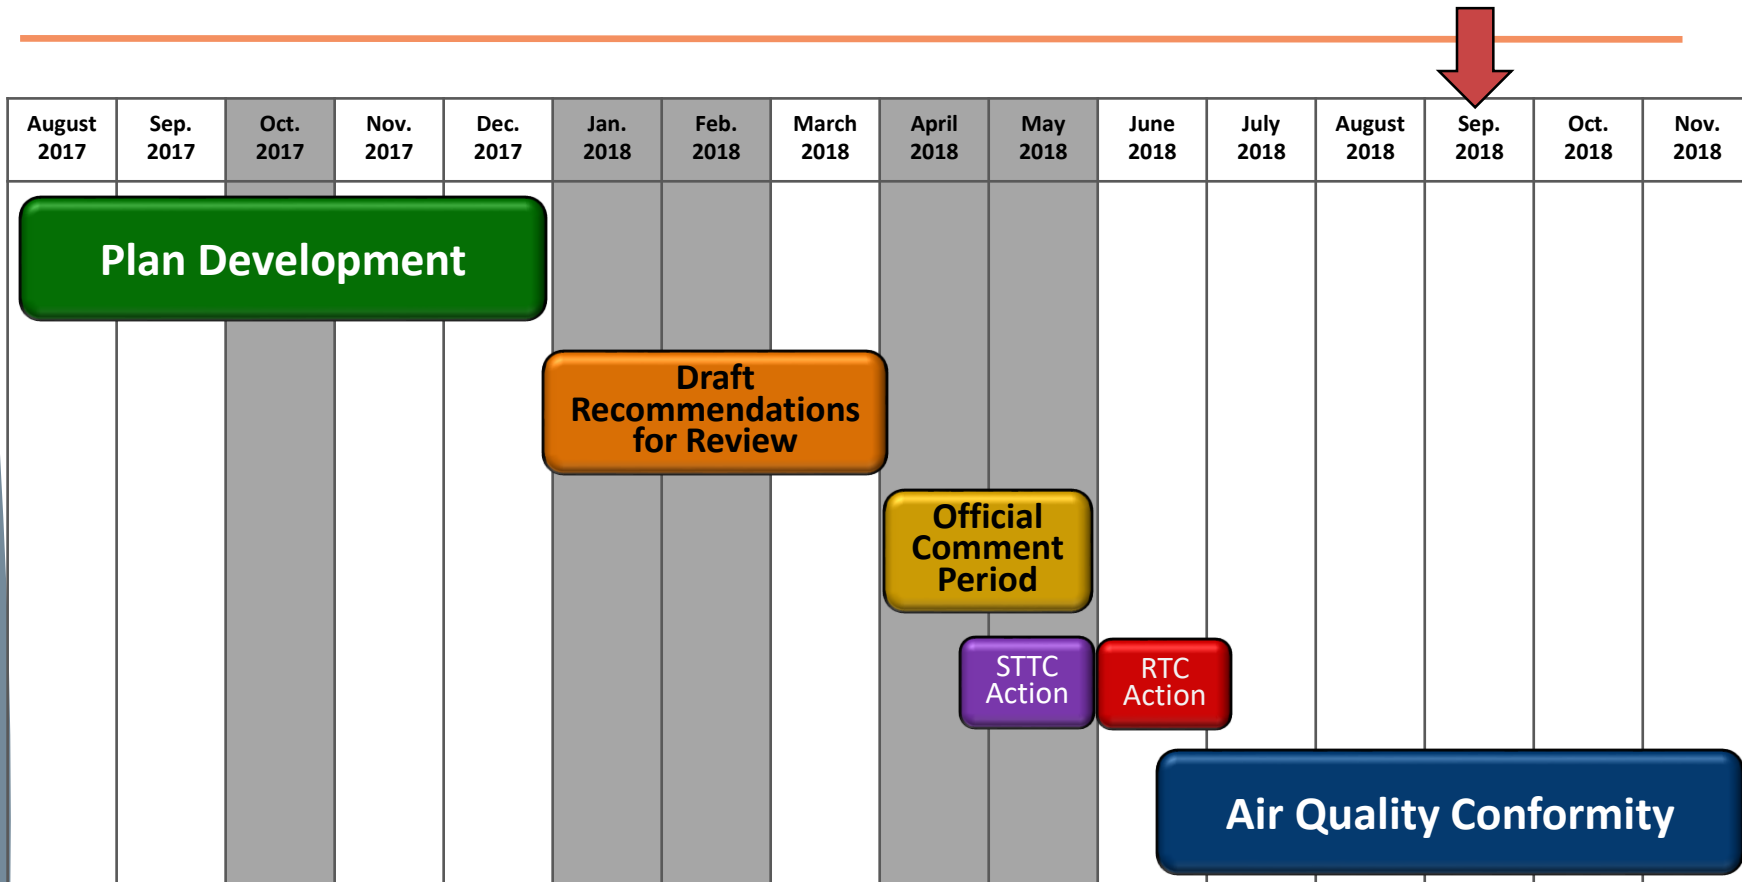 August Sep. Oct. Nov. Dec. Jan. Feb. March April May June July August Sep. Oct. Nov.
2017 2017 2017 2017 2017 2018 2018 2018 2018 2018 2018 2018 2018 2018 2018 2018
Plan Development
Draft
Recommendations
for Review
Official
Comment
Period
STTC
Action
RTC
Action
Air Quality Conformity